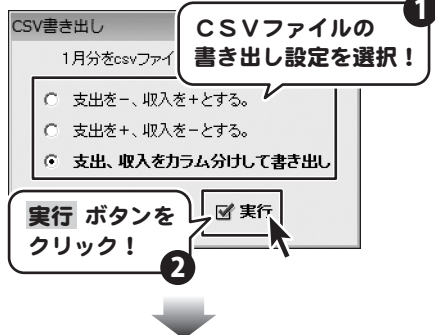 CSV書き出し
❶
CSVファイルの
書き出し設定を選択!
1月分をcsvファイ
支出を−、収入を+とする。
支出を+、収入を−とする。
支出、収入をカラム分けして書き出し
実行 ボタンを
クリック!
❷
実行